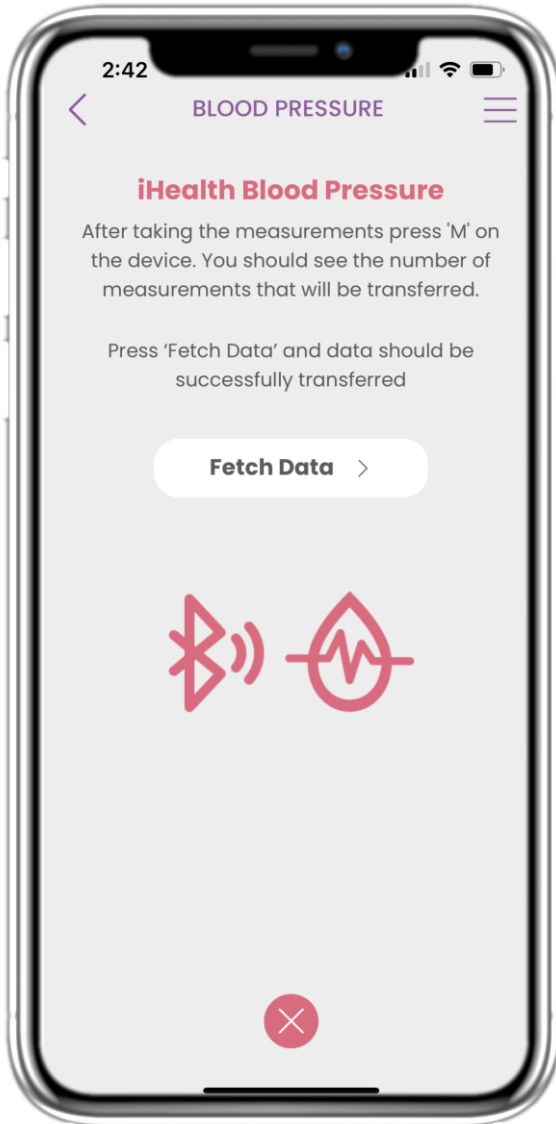 2:42
BLOOD PRESSURE
iHealth Blood Pressure
After taking the measurements press 'M' on
the device. You should see the number of
measurements that will be transferred.
Press ‘Fetch Data’ and data should be
successfully transferred
Fetch Data